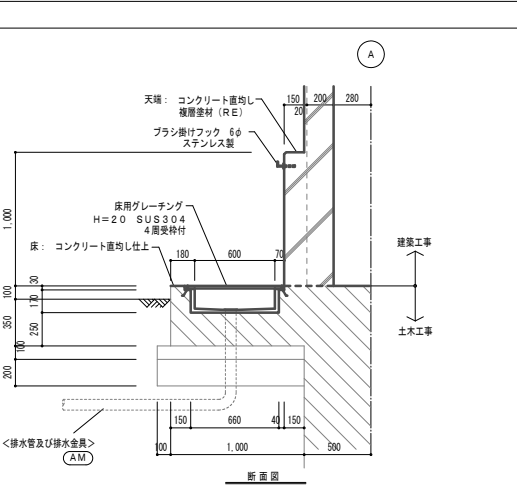 A
天端： コンクリート直均し
複層塗材（ＲＥ）
150 200 280
20
ブラシ掛けフック 6φ
ステンレス製
床用グレーチング
Ｈ＝20 ＳＵＳ304
４周受枠付
床： コンクリート直均し仕上
180 600 70
1,000
30
100
170
350
250
100
200
建築工事
土木工事
150 660 40 150
＜排水管及び排水金具＞
AM
100 1,000 500
断面図